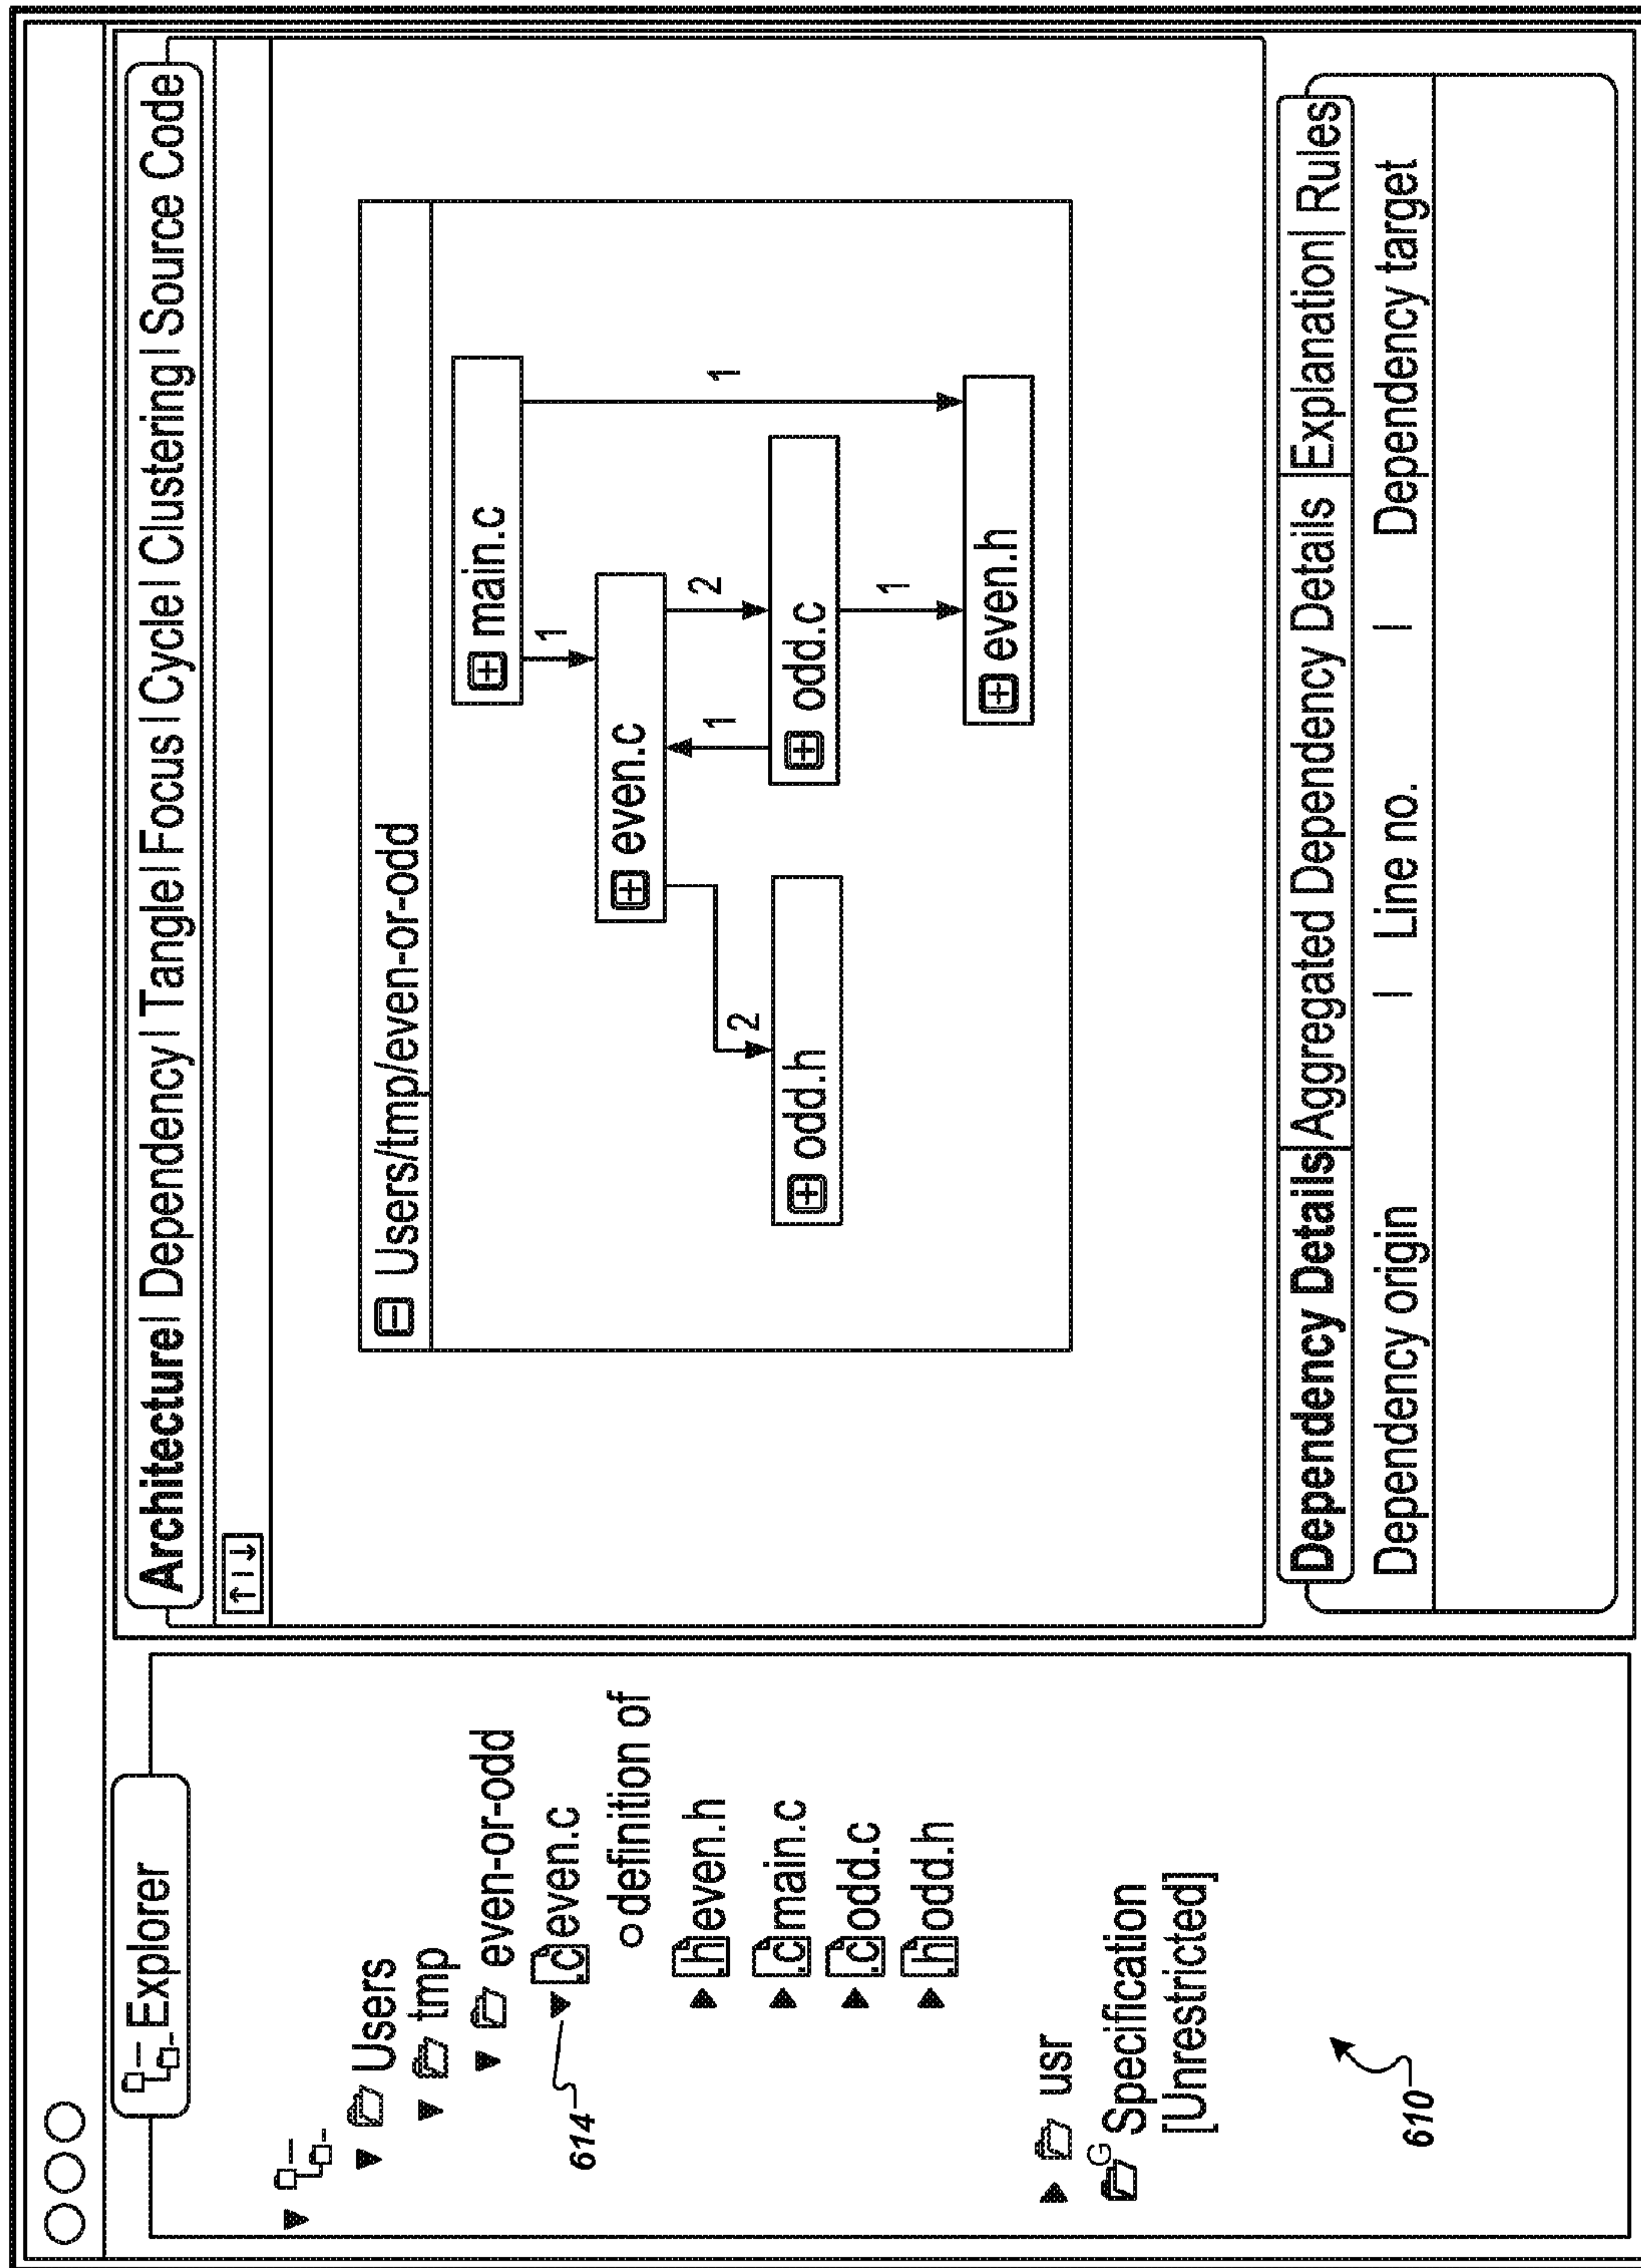 Explorer
Users
tmp
even-or-odd
.c even.c
definition of
.h even.h
.c main.c
.c odd.c
.h odd.h
usr
G
Specification
[Unrestricted]
614
610
Architecture| Dependency | Tangle | Focus | Cycle | Clustering | Source Code
↑|↓
Users/tmp/even-or-odd
main.c
1
1
even.c
2
1
2
odd.h
odd.c
1
even.h
Dependency Details|Aggregated Dependency Details |Explanation| Rules
Dependency origin | Line no. | Dependency target